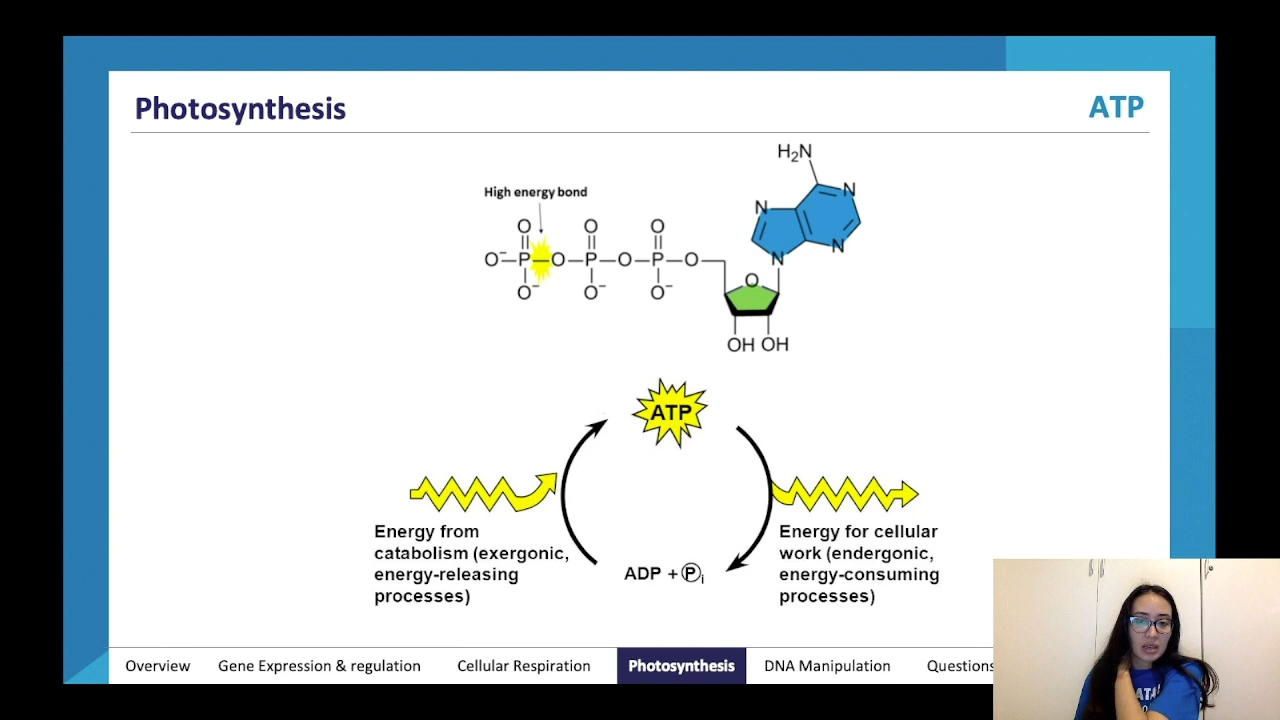 Photosynthesis
ATP
H₂N
N
N
N
N
High energy bond
O O O
O⁻ P O P O P O
O⁻ O⁻ O⁻
O
OH OH
ATP
Energy from
catabolism (exergonic,
energy-releasing
processes)
Energy for cellular
work (endergonic,
energy-consuming
processes)
ADP + Pi
Overview Gene Expression & regulation Cellular Respiration Photosynthesis DNA Manipulation Questions